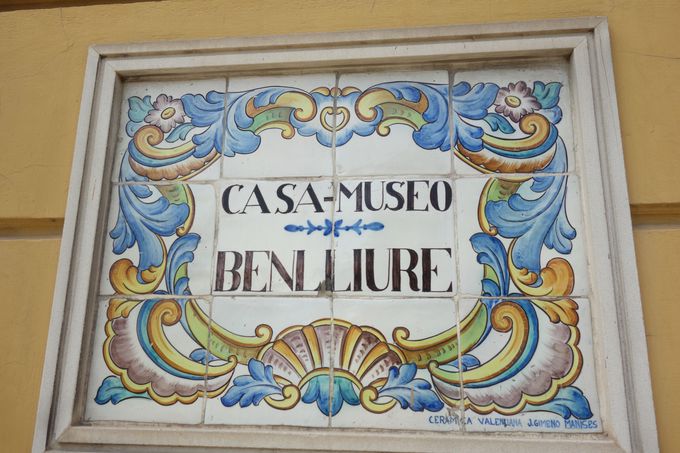 CASA-MUSEO
BENLLIURE
CERAMICA VALENCIANA J.GIMENO MANISES